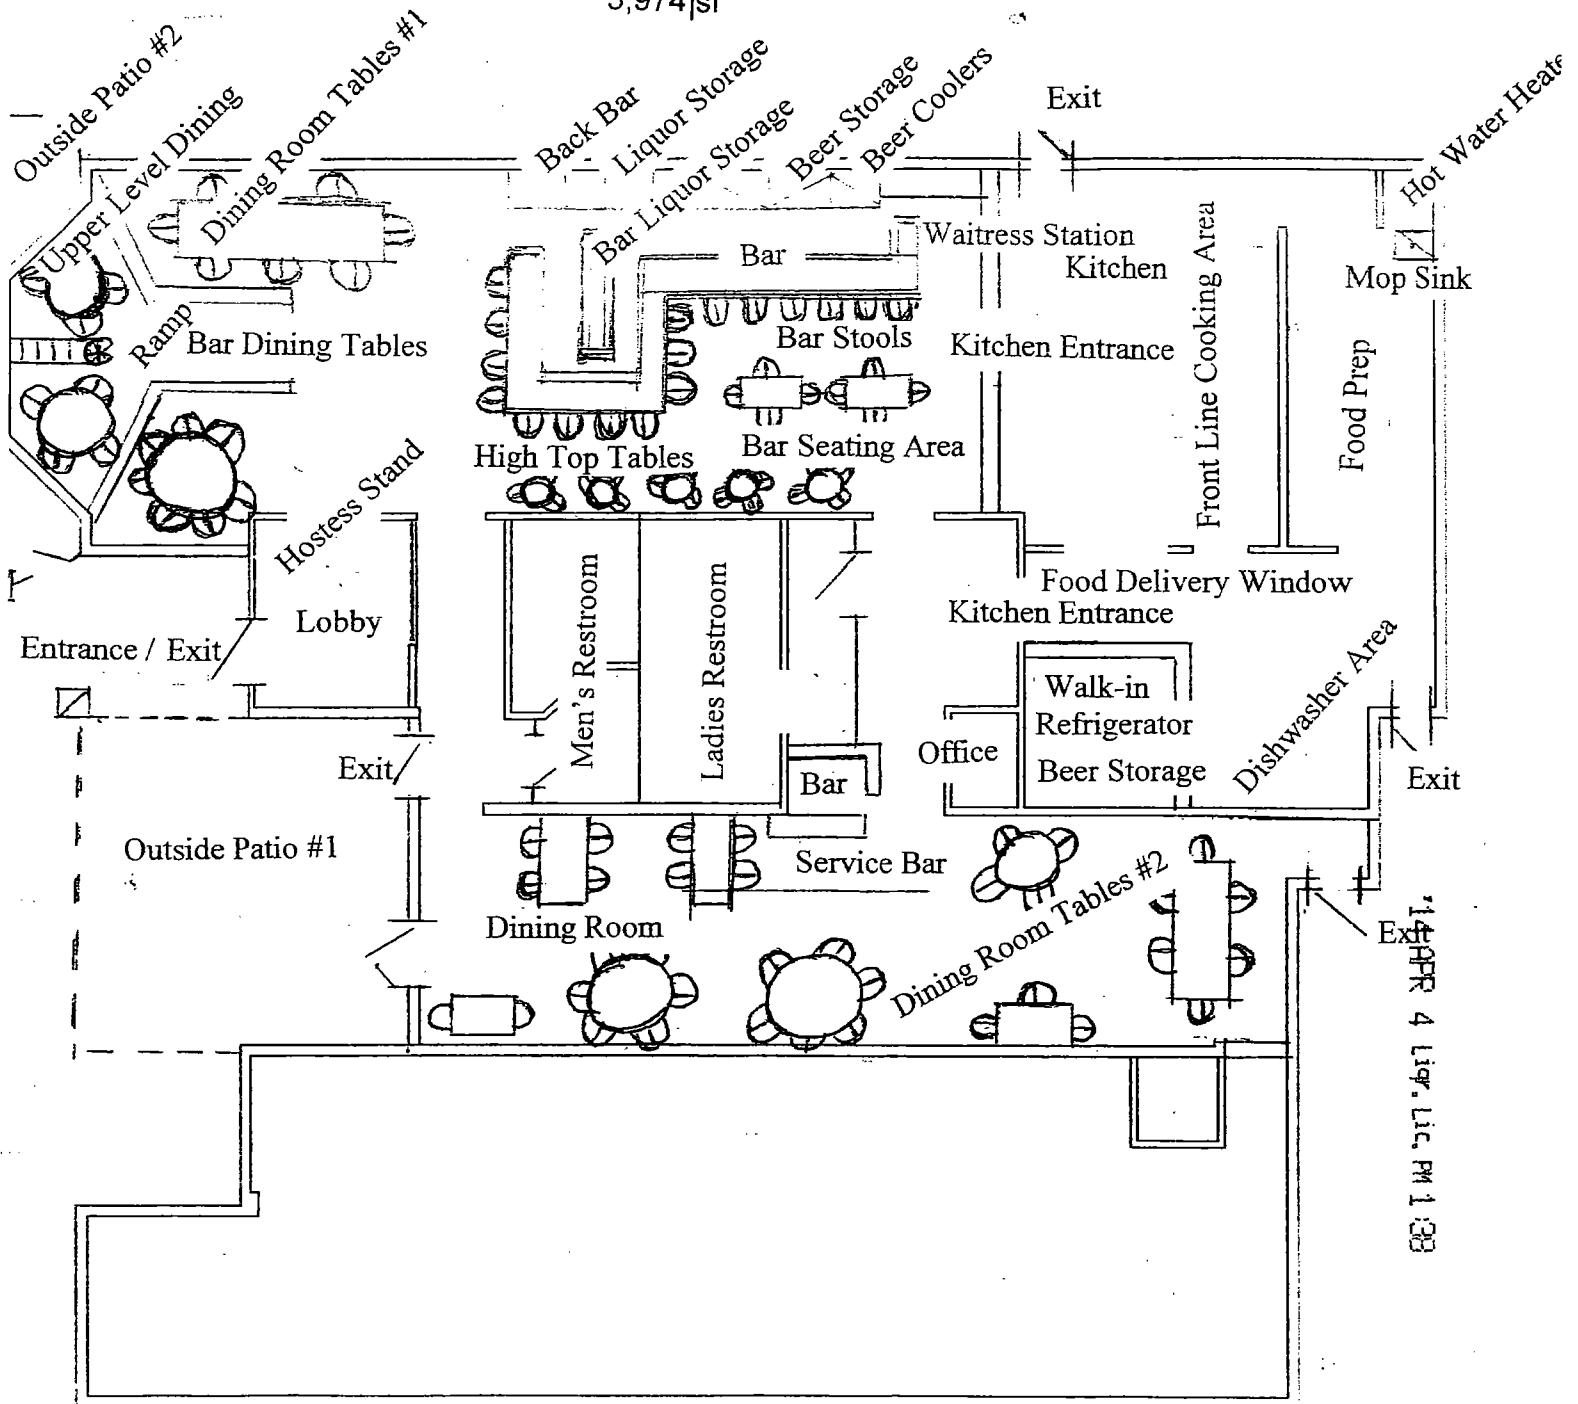 3,974 sf
Outside Patio #2
Upper Level Dining
Dining Room Tables #1
Back Bar
Liquor Storage
Bar Liquor Storage
Beer Storage
Beer Coolers
Exit
Bar
Waitress Station
Kitchen
Front Line Cooking Area
Mop Sink
Ramp
Bar Dining Tables
Bar Stools
Kitchen Entrance
Food Prep
High Top Tables
Bar Seating Area
Hostess Stand
Lobby
Men's Restroom
Ladies Restroom
Food Delivery Window
Kitchen Entrance
Entrance / Exit
Walk-in
Refrigerator
Beer Storage
Dishwasher Area
Office
Exit
Bar
Exit
Outside Patio #1
Service Bar
Dining Room
Dining Room Tables #2
Exit
'14 APR 4 Liqr. Lic. PM 1:38
Hot Water